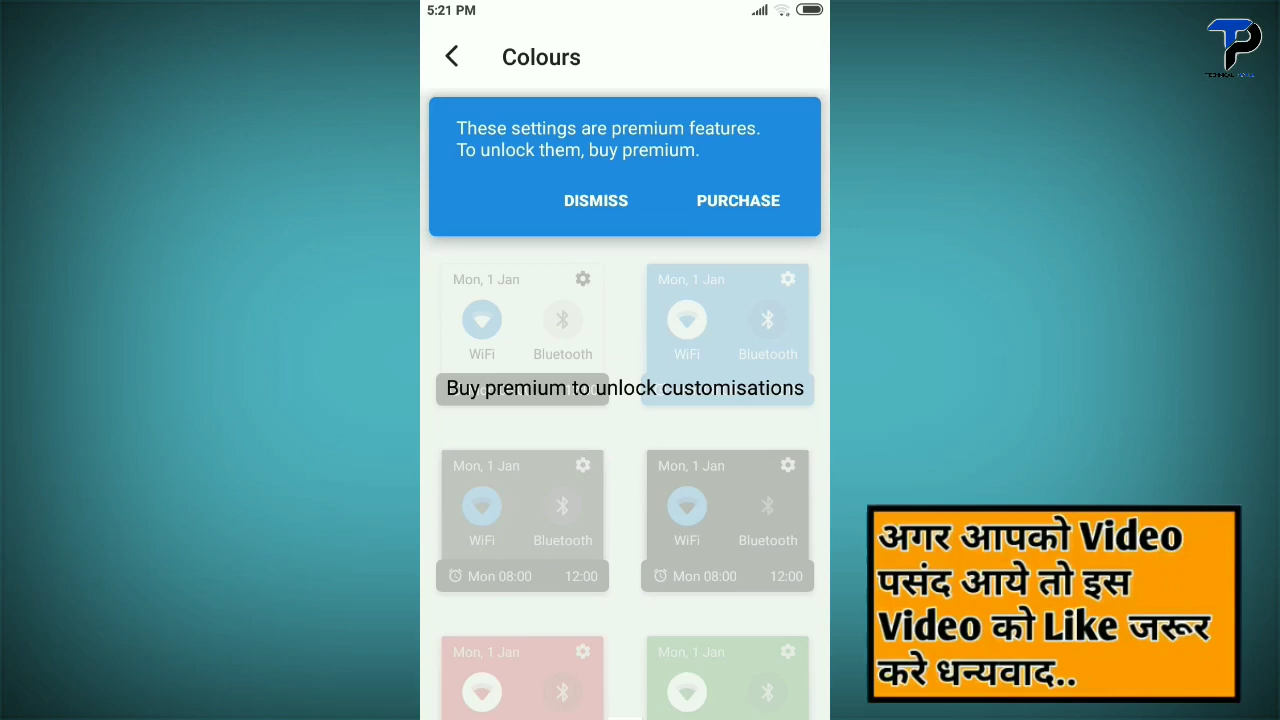 5:21 PM
Colours
These settings are premium features.
To unlock them, buy premium.
DISMISS PURCHASE
Mon, 1 Jan
WiFi Bluetooth
Mon, 1 Jan
WiFi Bluetooth
Buy premium to unlock customisations
Mon, 1 Jan
WiFi Bluetooth
Mon 08:00 12:00
Mon, 1 Jan
WiFi Bluetooth
Mon 08:00 12:00
Mon, 1 Jan
Mon, 1 Jan
TP
अगर आपको Video
पसंद आये तो इस
Video को Like जरूर
करे धन्यवाद..